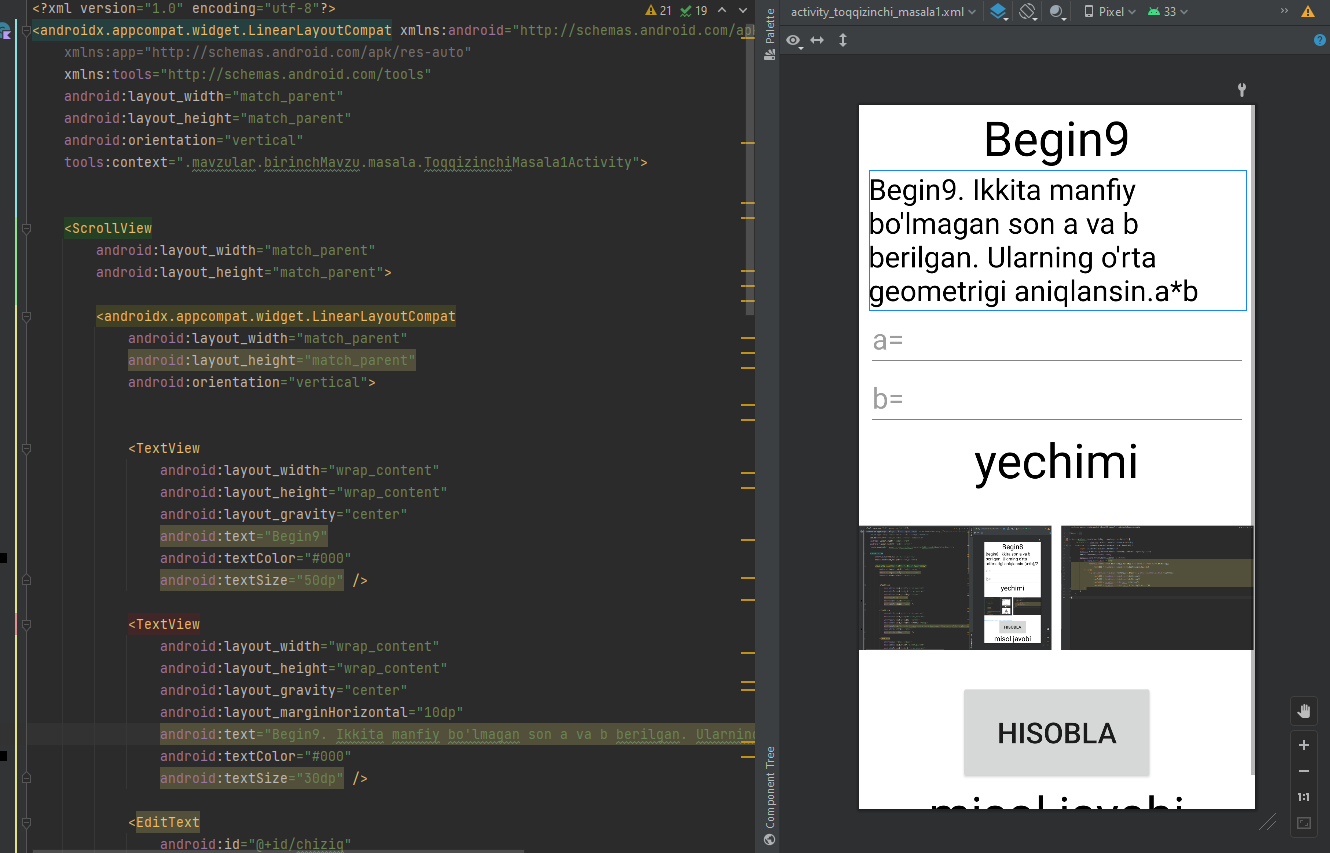 <?xml version="1.0" encoding="utf-8"?>
21 19
<androidx.appcompat.widget.LinearLayoutCompat xmlns:android="http://schemas.android.com/ap
xmlns:app="http://schemas.android.com/apk/res-auto"
xmlns:tools="http://schemas.android.com/tools"
android:layout_width="match_parent"
android:layout_height="match_parent"
android:orientation="vertical"
tools:context=".mavzular.birinchMavzu.masala.ToqqizinchiMasala1Activity">
<ScrollView
android:layout_width="match_parent"
android:layout_height="match_parent">
<androidx.appcompat.widget.LinearLayoutCompat
android:layout_width="match_parent"
android:layout_height="match_parent"
android:orientation="vertical">
<TextView
android:layout_width="wrap_content"
android:layout_height="wrap_content"
android:layout_gravity="center"
android:text="Begin9"
android:textColor="#000"
android:textSize="50dp" />
<TextView
android:layout_width="wrap_content"
android:layout_height="wrap_content"
android:layout_gravity="center"
android:layout_marginHorizontal="10dp"
android:text="Begin9. Ikkita manfiy bo'lmagan son a va b berilgan. Ularning
android:textColor="#000"
android:textSize="30dp" />
<EditText
android:id="@+id/chiziq"
Palette
Component Tree
activity_toqqizinchi_masala1.xml
Pixel
33
Begin9
Begin9. Ikkita manfiy
bo'lmagan son a va b
berilgan. Ularning o'rta
geometrigi aniqlansin.a*b
a=
b=
yechimi
Begin8
yechimi
HISOBLA
misol javobi
HISOBLA
misol javobi
1:1